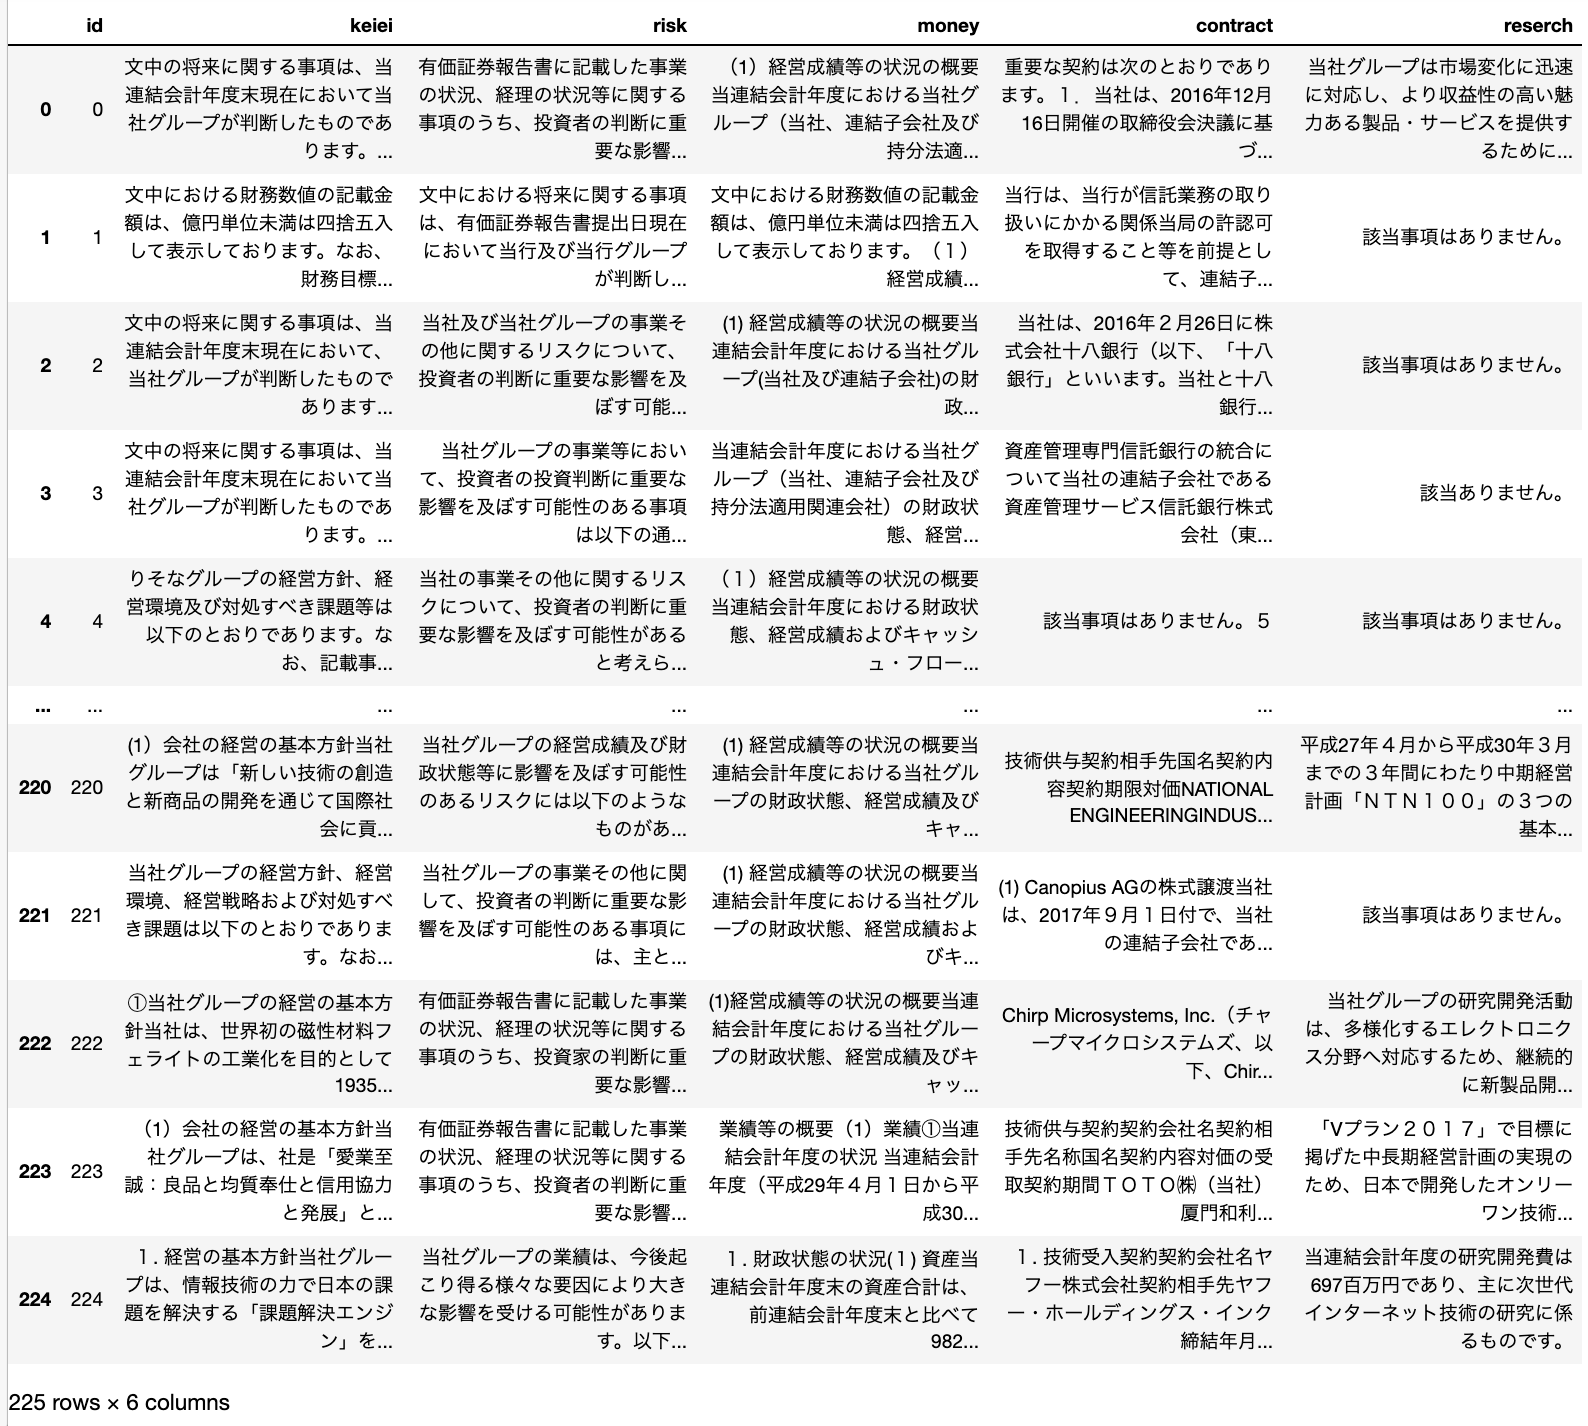 id keiei risk money contract reserch
0 0
文中の将来に関する事項は、当
連結会計年度末現在において当
社グループが判断したものであ
ります。...
有価証券報告書に記載した事業
の状況、経理の状況等に関する
事項のうち、投資者の判断に重
要な影響...
（1）経営成績等の状況の概要
当連結会計年度における当社グ
ループ（当社、連結子会社及び
持分法適...
重要な契約は次のとおりであり
ます。１．当社は、2016年12月
16日開催の取締役会決議に基
づ...
当社グループは市場変化に迅速
に対応し、より収益性の高い魅
力ある製品・サービスを提供す
るために...
1 1
文中における財務数値の記載金
額は、億円単位未満は四捨五入
して表示しております。なお、
財務目標...
文中における将来に関する事項
は、有価証券報告書提出日現在
において当行及び当行グループ
が判断し...
文中における財務数値の記載金
額は、億円単位未満は四捨五入
して表示しております。（１）
経営成績...
当行は、当行が信託業務の取り
扱いにかかる関係当局の許認可
を取得すること等を前提とし
て、連結子...
該当事項はありません。
2 2
文中の将来に関する事項は、当
連結会計年度末現在において、
当社グループが判断したもので
あります...
当社及び当社グループの事業そ
の他に関するリスクについて、
投資者の判断に重要な影響を及
ぼす可能...
(1) 経営成績等の状況の概要当
連結会計年度における当社グル
ープ(当社及び連結子会社)の財
政...
当社は、2016年２月26日に株
式会社十八銀行（以下、「十八
銀行」といいます。当社と十八
銀行...
該当事項はありません。
3 3
文中の将来に関する事項は、当
連結会計年度末現在において当
社グループが判断したものであ
ります。...
当社グループの事業等におい
て、投資者の投資判断に重要な
影響を及ぼす可能性のある事項
は以下の通...
当連結会計年度における当社グ
ループ（当社、連結子会社及び
持分法適用関連会社）の財政状
態、経営...
資産管理専門信託銀行の統合に
ついて当社の連結子会社である
資産管理サービス信託銀行株式
会社（東...
該当ありません。
4 4
りそなグループの経営方針、経
営環境及び対処すべき課題等は
以下のとおりであります。な
お、記載事...
当社の事業その他に関するリス
クについて、投資者の判断に重
要な影響を及ぼす可能性がある
と考えら...
（１）経営成績等の状況の概要
当連結会計年度における財政状
態、経営成績およびキャッシ
ュ・フロー...
該当事項はありません。５
該当事項はありません。
... ... ... ... ... ... ...
220 220
(1）会社の経営の基本方針当社
グループは「新しい技術の創造
と新商品の開発を通じて国際社
会に貢...
当社グループの経営成績及び財
政状態等に影響を及ぼす可能性
のあるリスクには以下のような
ものがあ...
(1) 経営成績等の状況の概要当
連結会計年度における当社グル
ープの財政状態、経営成績及び
キャ...
技術供与契約相手先国名契約内
容契約期限対価NATIONAL
ENGINEERINGINDUS...
平成27年４月から平成30年３月
までの３年間にわたり中期経営
計画「ＮＴＮ１００」の３つの
基本...
221 221
当社グループの経営方針、経営
環境、経営戦略および対処すべ
き課題は以下のとおりでありま
す。なお...
当社グループの事業その他に関
して、投資者の判断に重要な影
響を及ぼす可能性のある事項に
は、主と...
(1) 経営成績等の状況の概要当
連結会計年度における当社グル
ープの財政状態、経営成績およ
びキ...
(1) Canopius AGの株式譲渡当社
は、2017年９月１日付で、当社
の連結子会社であ...
該当事項はありません。
222 222
①当社グループの経営の基本方
針当社は、世界初の磁性材料フ
ェライトの工業化を目的として
1935...
有価証券報告書に記載した事業
の状況、経理の状況等に関する
事項のうち、投資家の判断に重
要な影響...
(1)経営成績等の状況の概要当連
結会計年度における当社グルー
プの財政状態、経営成績及びキ
ャッ...
Chirp Microsystems, Inc.（チャ
ープマイクロシステムズ、以
下、Chir...
当社グループの研究開発活動
は、多様化するエレクトロニク
ス分野へ対応するため、継続的
に新製品開...
223 223
（1）会社の経営の基本方針当
社グループは、社是「愛業至
誠：良品と均質奉仕と信用協力
と発展」と...
有価証券報告書に記載した事業
の状況、経理の状況等に関する
事項のうち、投資者の判断に重
要な影響...
業績等の概要（1）業績①当連
結会計年度の状況 当連結会計
年度（平成29年４月１日から平
成30...
技術供与契約契約会社名契約相
手先名称国名契約内容対価の受
取契約期間ＴＯＴＯ㈱（当社）
厦門和利...
「Vプラン２０１７」で目標に
掲げた中長期経営計画の実現の
ため、日本で開発したオンリー
ワン技術...
224 224
１. 経営の基本方針当社グルー
プは、情報技術の力で日本の課
題を解決する「課題解決エンジ
ン」を...
当社グループの業績は、今後起
こり得る様々な要因により大き
な影響を受ける可能性がありま
す。以下...
１. 財政状態の状況(１) 資産当
連結会計年度末の資産合計は、
前連結会計年度末と比べて
982...
１. 技術受入契約契約会社名ヤ
フー株式会社契約相手先ヤフ
ー・ホールディングス・インク
締結年月...
当連結会計年度の研究開発費は
697百万円であり、主に次世代
インターネット技術の研究に係
るものです。
225 rows × 6 columns